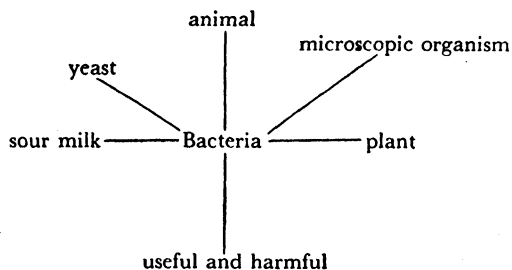 animal
microscopic organism
yeast
sour milk
Bacteria
plant
useful and harmful